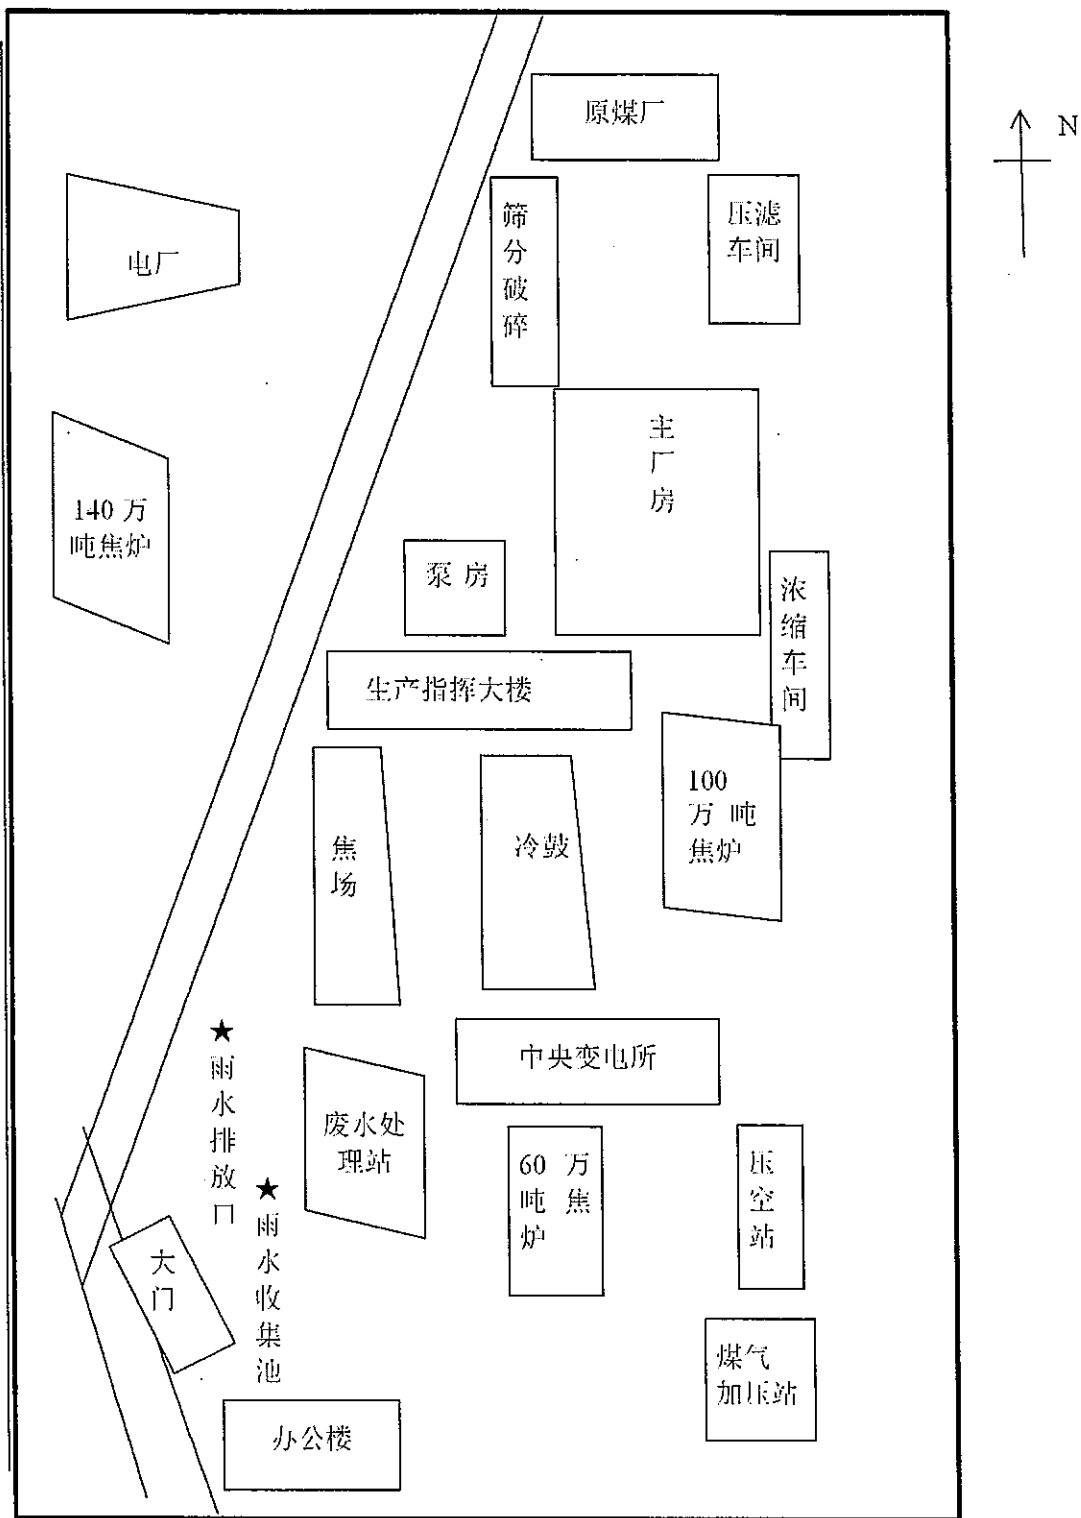 原煤厂
N
筛分破碎
压滤
车间
电厂
主厂房
140 万
吨焦炉
泵 房
浓缩车间
生产指挥大楼
100
万 吨
焦炉
焦场
冷鼓
中央变电所
★雨水排放口
废水处
理站
60 万
吨 焦
炉
压空站
★雨水收集池
大门
煤气
加压站
办公楼